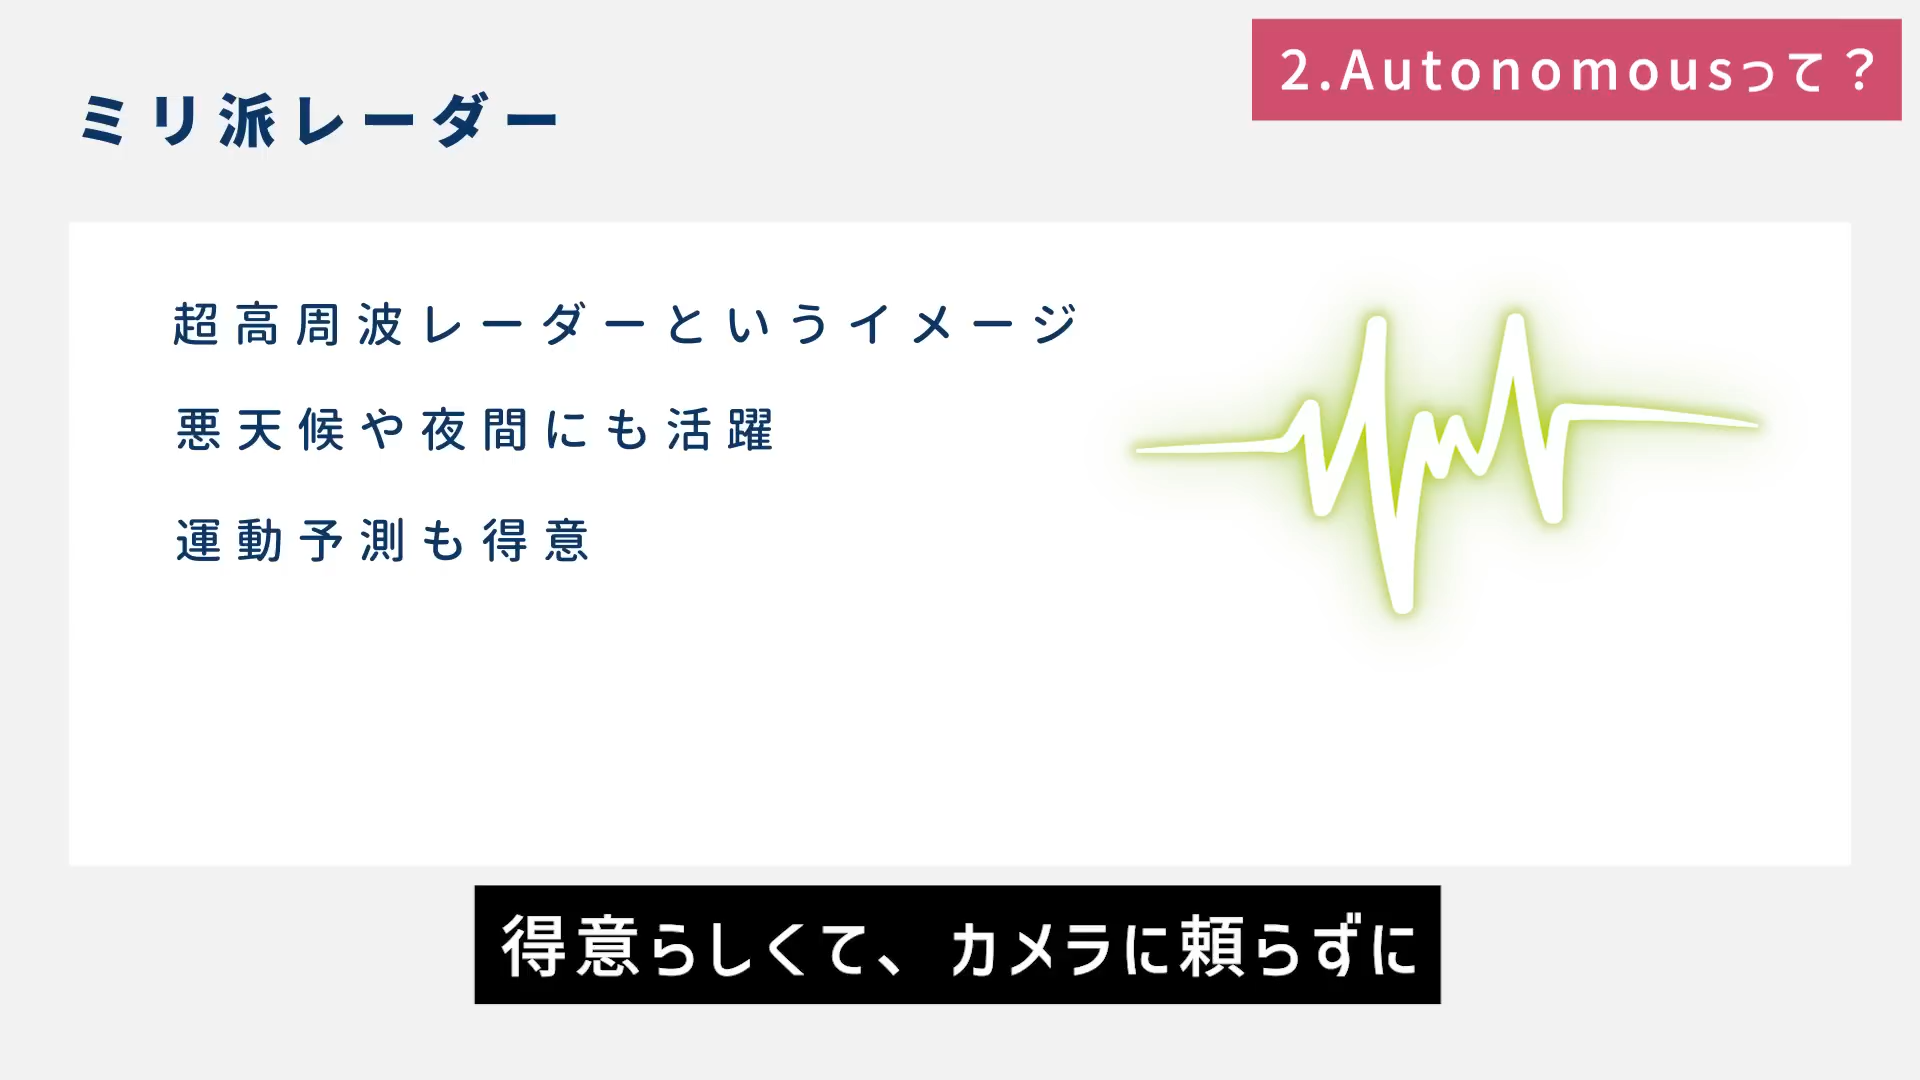 2.Autonomousって？
ミリ派レーダー
超高周波レーダーというイメージ
悪天候や夜間にも活躍
運動予測も得意
得意らしくて、カメラに頼らずに